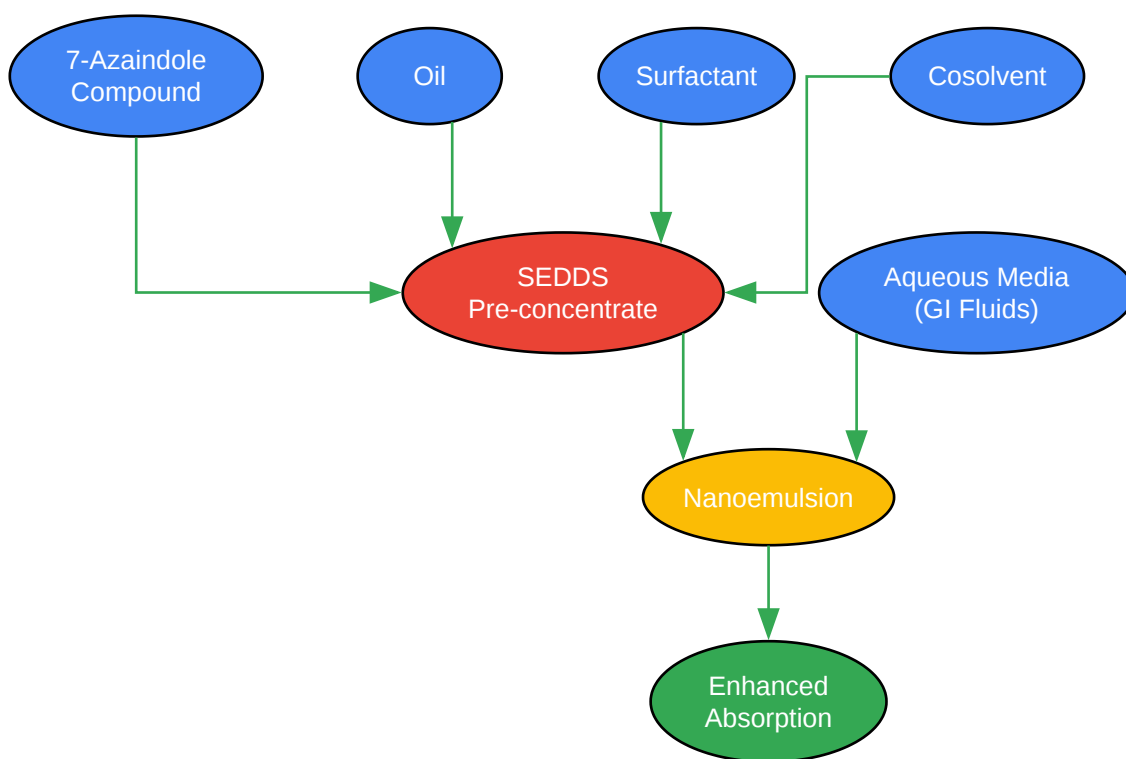 7-Azaindole
Compound
Oil
Surfactant
Cosolvent
SEDDS
Pre-concentrate
Aqueous Media
(GI Fluids)
Nanoemulsion
Enhanced
Absorption